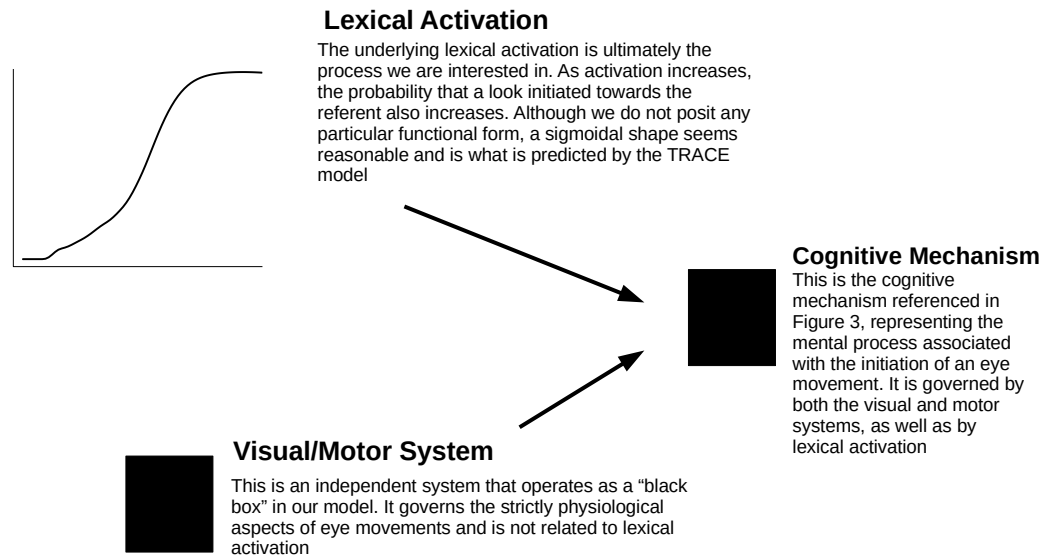 Lexical Activation
The underlying lexical activation is ultimately the
process we are interested in. As activation increases,
the probability that a look initiated towards the
referent also increases. Although we do not posit any
particular functional form, a sigmoidal shape seems
reasonable and is what is predicted by the TRACE
model
Cognitive Mechanism
This is the cognitive
mechanism referenced in
Figure 3, representing the
mental process associated
with the initiation of an eye
movement. It is governed by
both the visual and motor
systems, as well as by
lexical activation
Visual/Motor System
This is an independent system that operates as a “black
box” in our model. It governs the strictly physiological
aspects of eye movements and is not related to lexical
activation